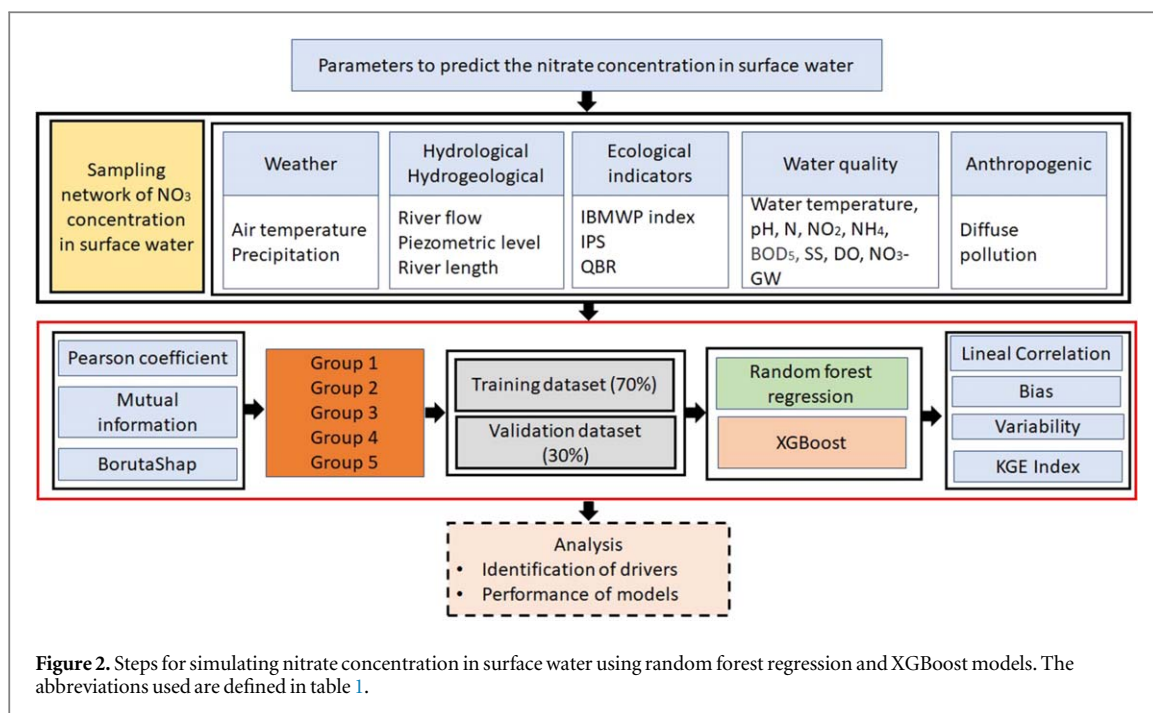 Parameters to predict the nitrate concentration in surface water
Sampling
network of NO₃
concentration
in surface water
Weather
Air temperature
Precipitation
Hydrological
Hydrogeological
River flow
Piezometric level
River length
Ecological
indicators
IBMWP index
IPS
QBR
Water quality
Water temperature,
pH, N, NO₂, NH₄,
BOD₅, SS, DO, NO₃-
GW
Anthropogenic
Diffuse
pollution
Pearson coefficient
Mutual
information
BorutaShap
Group 1
Group 2
Group 3
Group 4
Group 5
Training dataset (70%)
Validation dataset
(30%)
Random forest
regression
XGBoost
Lineal Correlation
Bias
Variability
KGE Index
Analysis
• Identification of drivers
• Performance of models
Figure 2. Steps for simulating nitrate concentration in surface water using random forest regression and XGBoost models. The
abbreviations used are defined in table 1.